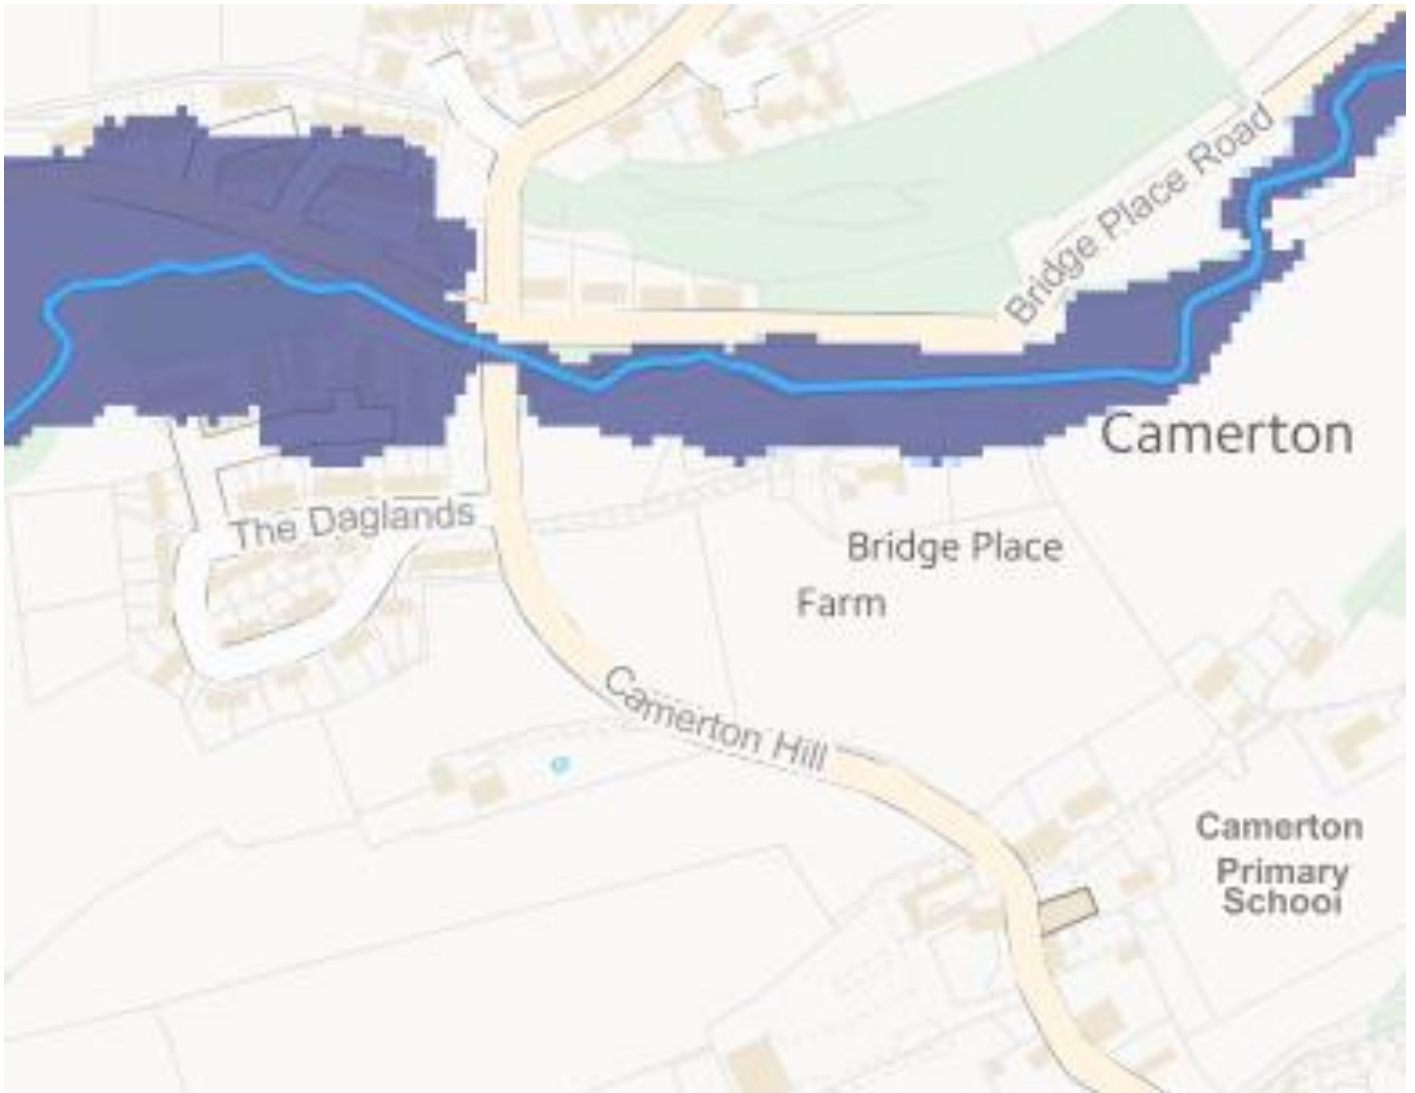 Bridge Place Road
Camerton
The Daglands
Bridge Place
Farm
Camerton Hill
Camerton
Primary
School